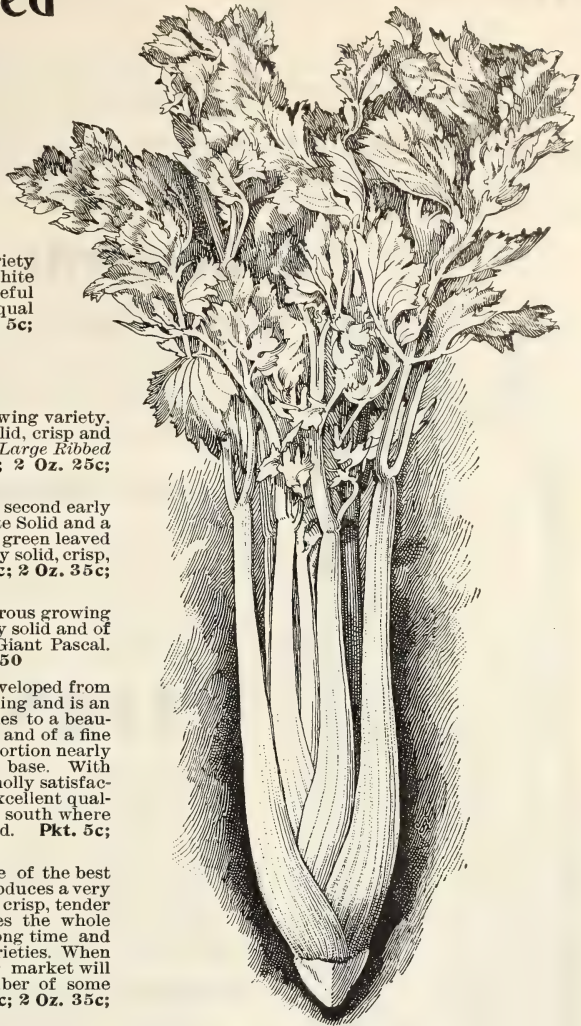 ed
riety
hite
eful
qual
5c;
wing variety.
lid, crisp and
Large Ribbed
; 2 Oz. 25c;
second early
te Solid and a
green leaved
y solid, crisp,
c; 2 Oz. 35c;
rous growing
y solid and of
Giant Pascal.
50
veloped from
ning and is an
es to a beau-
and of a fine
ortion nearly
base. With
holly satisfac-
xcellent qual-
south where
d. Pkt. 5c;
e of the best
oduces a very
crisp, tender
es the whole
ong time and
rieties. When
market will
ber of some
c; 2 Oz. 35c;